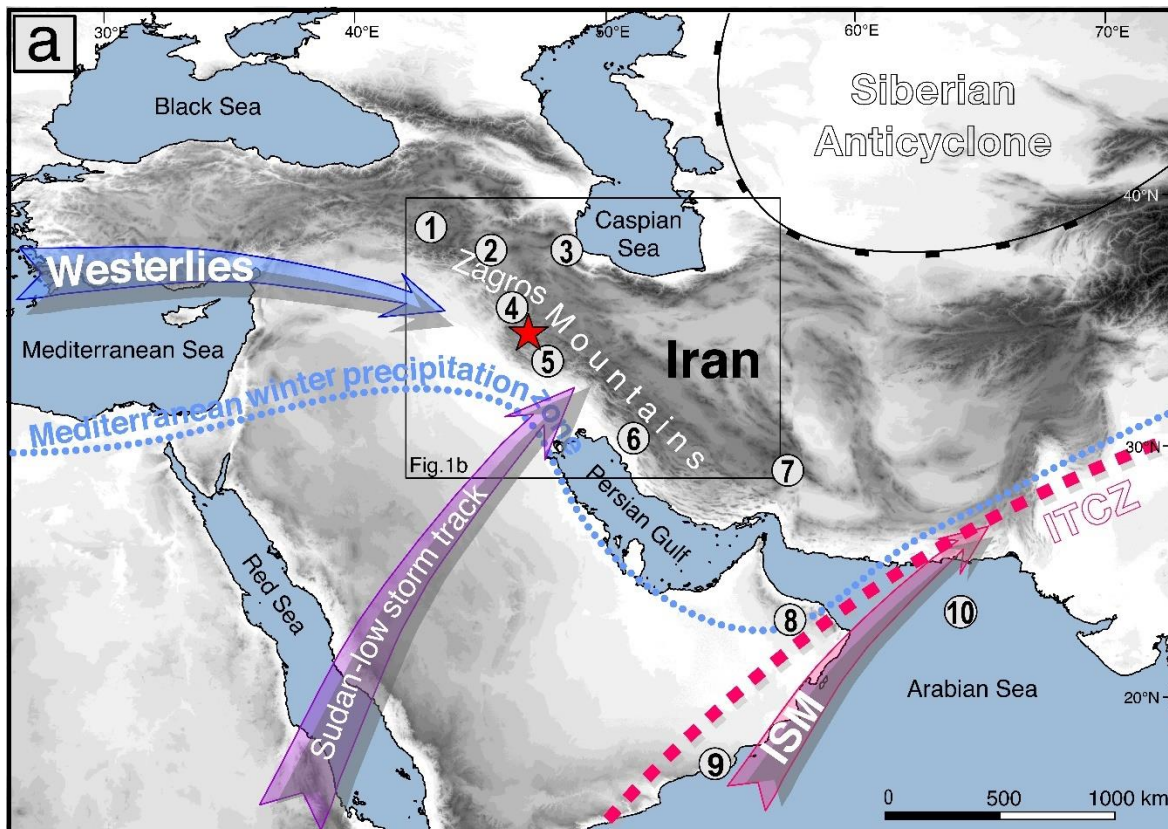 a
30°E
40°E
50°E
60°E
70°E
Black Sea
Siberian
Anticyclone
40°N
Caspian
Sea
1
2
3
Westerlies
Zagros Mountains
4
5
Iran
Mediterranean Sea
Mediterranean winter precipitation zone
6
7
30°N
Fig.1b
Persian Gulf
ITCZ
Sudan-low storm track
Red Sea
8
10
Arabian Sea
20°N
ISM
9
0 500 1000 km